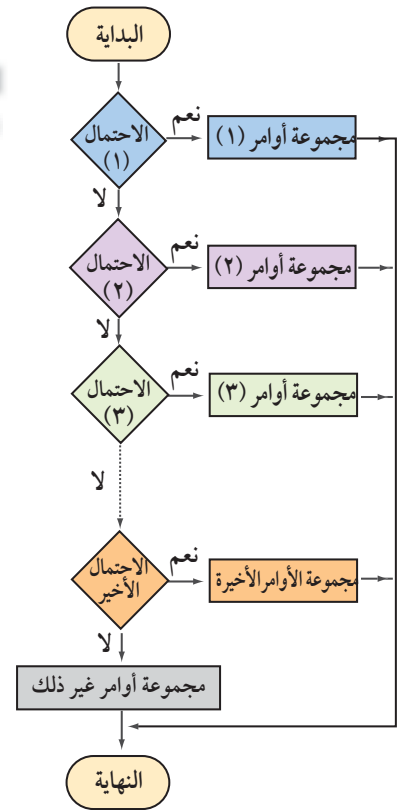 البداية
الاحتمال
(١)
نعم
مجموعة أوامر (١)
لا
الاحتمال
(٢)
نعم
مجموعة أوامر (٢)
لا
الاحتمال
(٣)
نعم
مجموعة أوامر (٣)
لا
الاحتمال
الأخير
نعم
مجموعة الأوامر الأخيرة
لا
مجموعة أوامر غير ذلك
النهاية